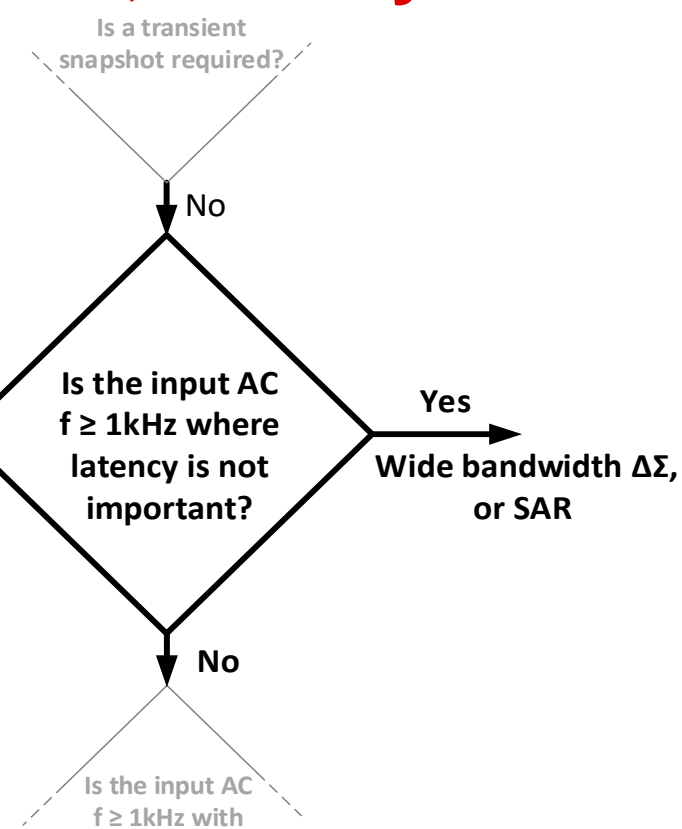 Is a transient
snapshot required?
No
Is the input AC
f ≥ 1kHz where
latency is not
important?
Yes
Wide bandwidth ΔΣ,
or SAR
No
Is the input AC
f ≥ 1kHz with